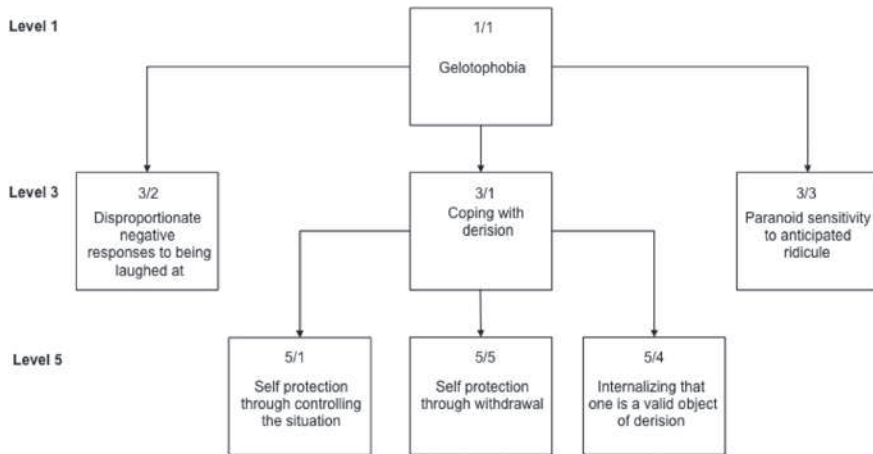 Level 1
1/1
Gelotophobia
Level 3
3/2
Disproportionate
negative
responses to being
laughed at
3/1
Coping with
derision
3/3
Paranoid sensitivity
to anticipated
ridicule
Level 5
5/1
Self protection
through controlling
the situation
5/5
Self protection
through withdrawal
5/4
Internalizing that
one is a valid object
of derision